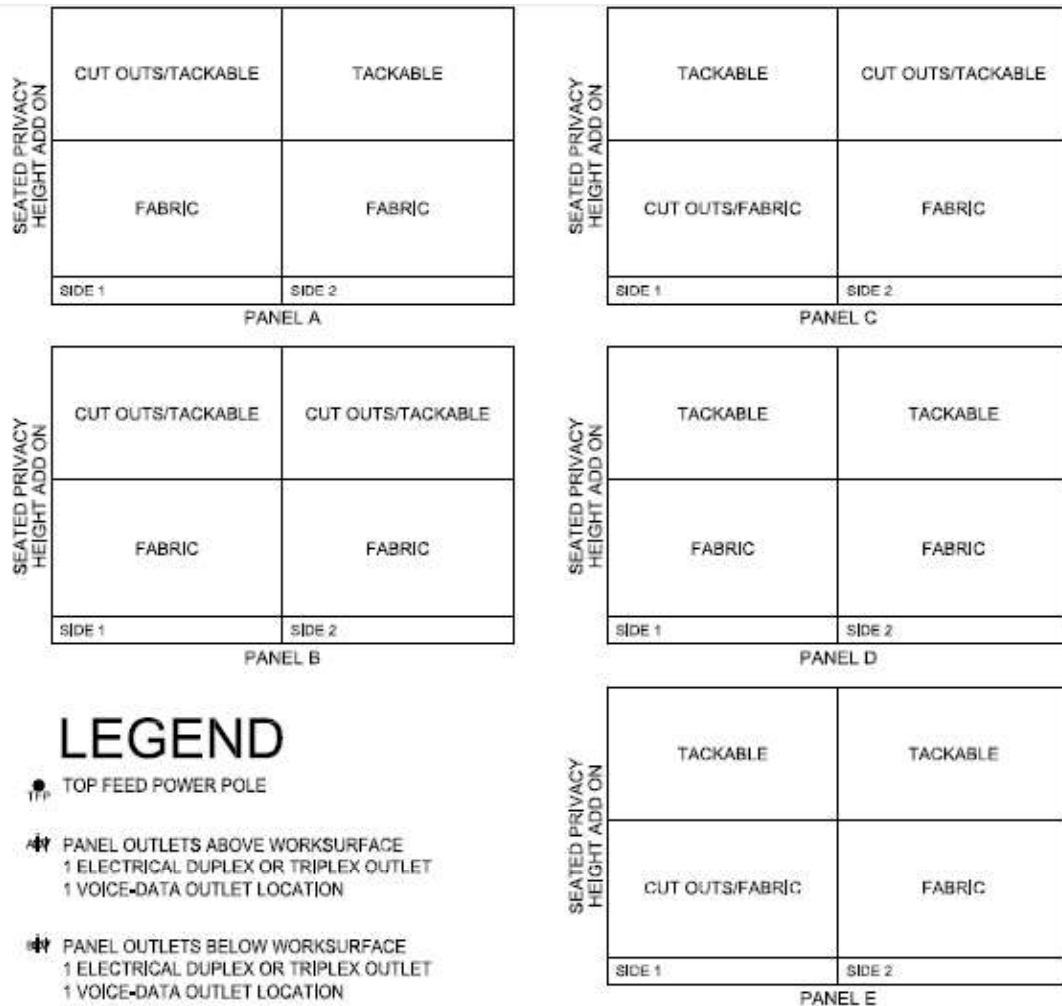 SEATED PRIVACY
HEIGHT ADD ON
CUT OUTS/TACKABLE
TACKABLE
FABRIC
FABRIC
SIDE 1
SIDE 2
PANEL A
SEATED PRIVACY
HEIGHT ADD ON
TACKABLE
CUT OUTS/TACKABLE
CUT OUTS/FABRIC
FABRIC
SIDE 1
SIDE 2
PANEL C
SEATED PRIVACY
HEIGHT ADD ON
CUT OUTS/TACKABLE
CUT OUTS/TACKABLE
FABRIC
FABRIC
SIDE 1
SIDE 2
PANEL B
SEATED PRIVACY
HEIGHT ADD ON
TACKABLE
TACKABLE
FABRIC
FABRIC
SIDE 1
SIDE 2
PANEL D
LEGEND
TFP
TOP FEED POWER POLE
PANEL OUTLETS ABOVE WORKSURFACE
1 ELECTRICAL DUPLEX OR TRIPLEX OUTLET
1 VOICE-DATA OUTLET LOCATION
PANEL OUTLETS BELOW WORKSURFACE
1 ELECTRICAL DUPLEX OR TRIPLEX OUTLET
1 VOICE-DATA OUTLET LOCATION
SEATED PRIVACY
HEIGHT ADD ON
TACKABLE
TACKABLE
CUT OUTS/FABRIC
FABRIC
SIDE 1
SIDE 2
PANEL E